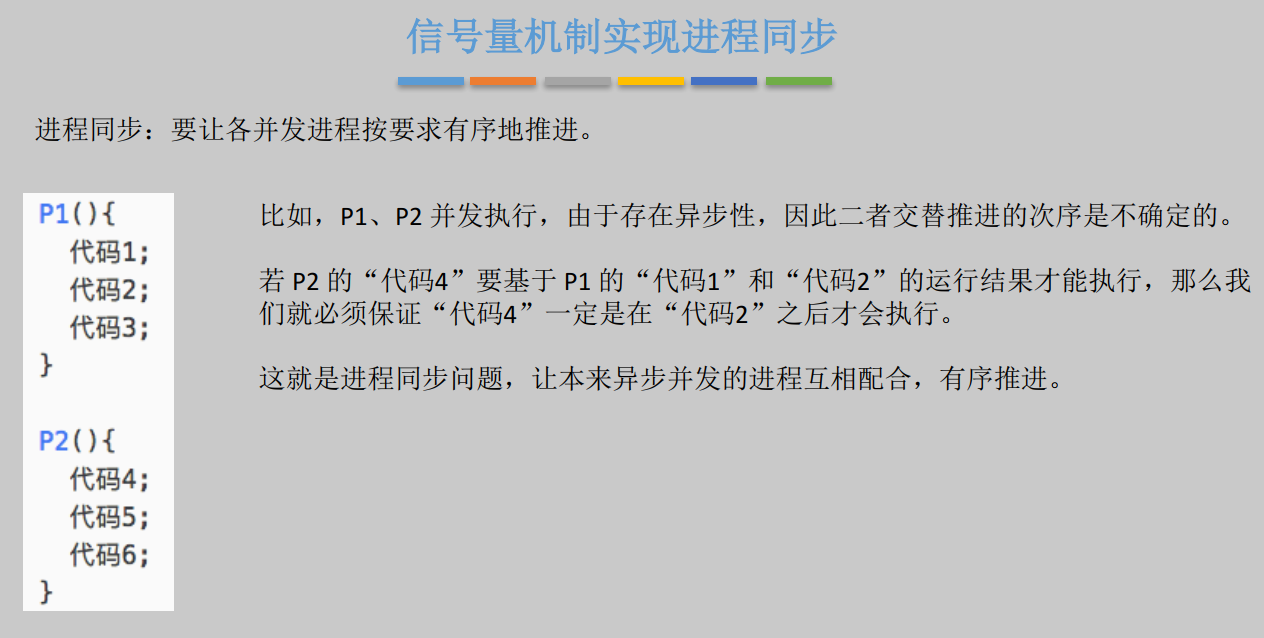 信号量机制实现进程同步
进程同步：要让各并发进程按要求有序地推进。
P1(){
代码1;
代码2;
代码3;
}
P2(){
代码4;
代码5;
代码6;
}
比如，P1、P2 并发执行，由于存在异步性，因此二者交替推进的次序是不确定的。
若 P2 的“代码4”要基于 P1 的“代码1”和“代码2”的运行结果才能执行，那么我
们就必须保证“代码4”一定是在“代码2”之后才会执行。
这就是进程同步问题，让本来异步并发的进程互相配合，有序推进。